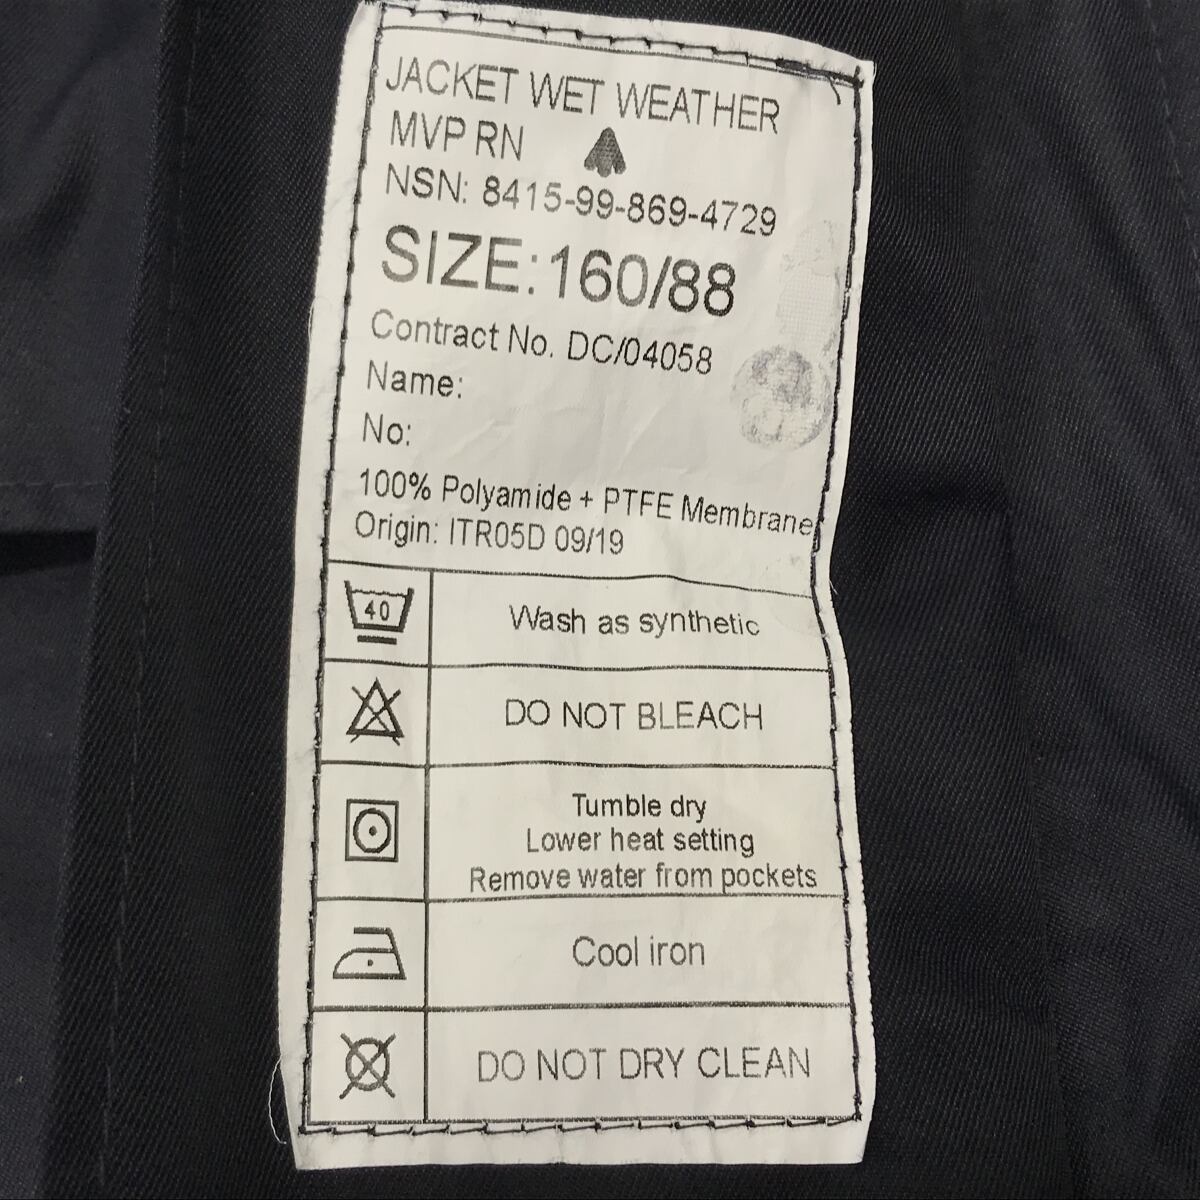 JACKET WET WEATHER
MVP RN
NSN: 8415-99-869-4729
SIZE:160/88
Contract No. DC/04058
Name:
No:
100% Polyamide + PTFE Membrane
Origin: ITR05D 09/19
40
Wash as synthetic
DO NOT BLEACH
Tumble dry
Lower heat setting
Remove water from pockets
Cool iron
DO NOT DRY CLEAN